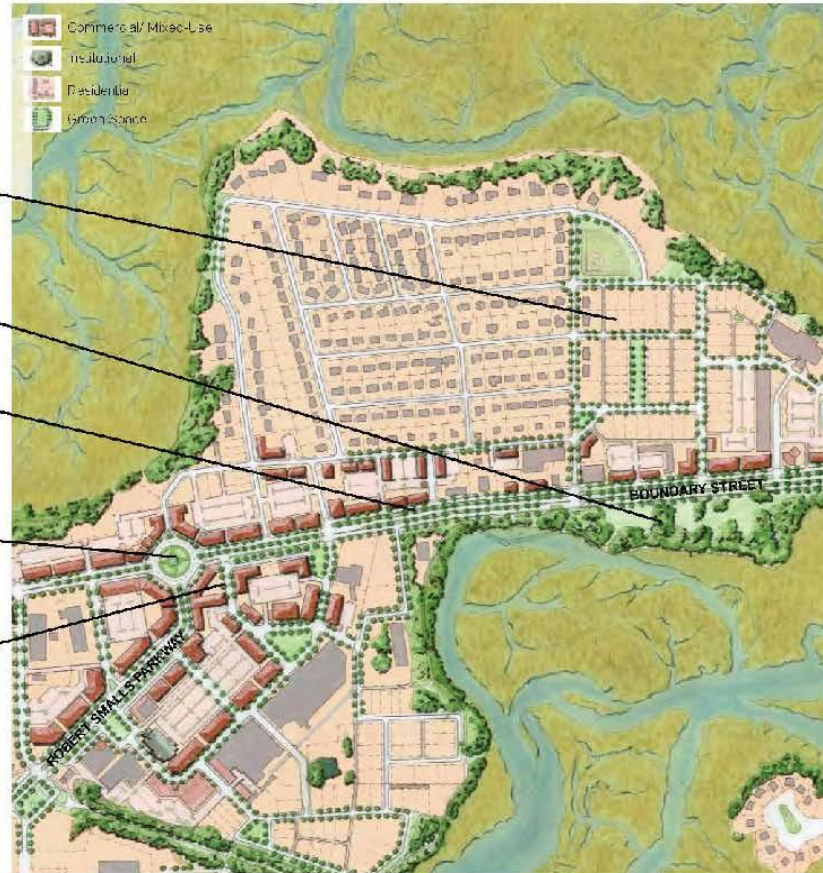 Commercial/ Mixed-Use
Institutional
Residential
Green Space
BOUNDARY STREET
ROBERT SMALLS PARKWAY